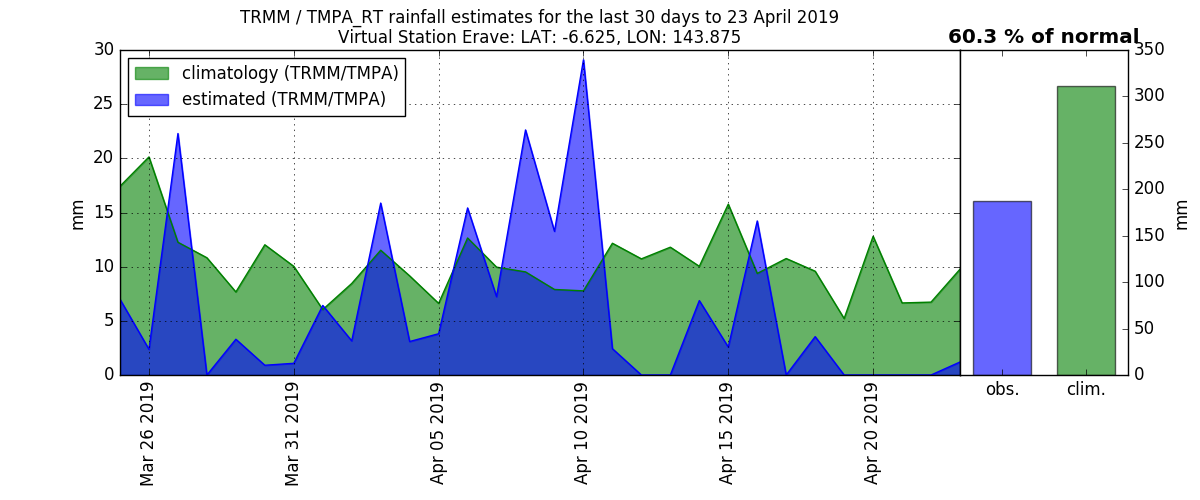 TRMM / TMPA_RT rainfall estimates for the last 30 days to 23 April 2019
Virtual Station Erave: LAT: -6.625, LON: 143.875
60.3 % of normal
climatology (TRMM/TMPA)
estimated (TRMM/TMPA)
30
25
20
15
10
5
0
mm
Mar 26 2019
Mar 31 2019
Apr 05 2019
Apr 10 2019
Apr 15 2019
Apr 20 2019
350
300
250
200
150
100
50
0
mm
obs.
clim.